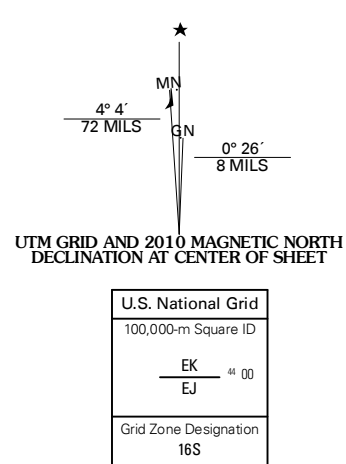 MN
4° 4´
72 MILS
GN
0° 26´
8 MILS
UTM GRID AND 2010 MAGNETIC NORTH
DECLINATION AT CENTER OF SHEET
U.S. National Grid
100,000-m Square ID
EK
44 00
EJ
Grid Zone Designation
16S